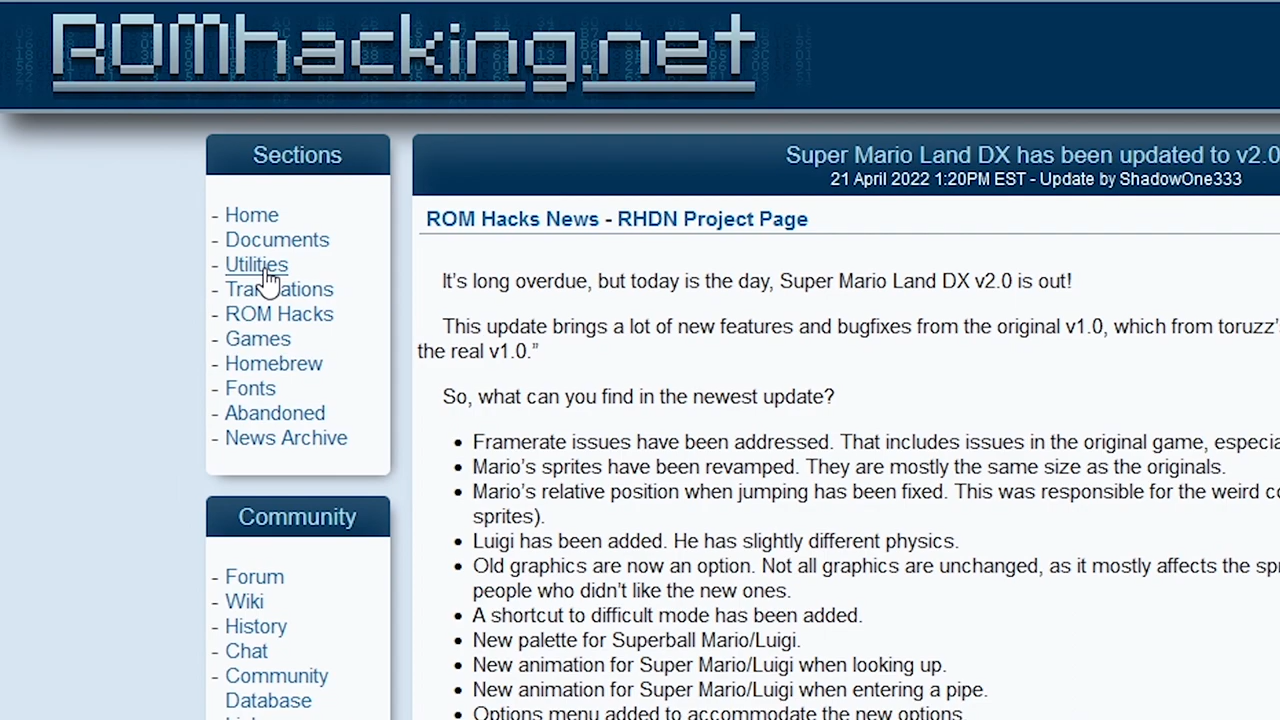 ROMhacking.net
Sections
- Home
- Documents
- Utilities
- Translations
- ROM Hacks
- Games
- Homebrew
- Fonts
- Abandoned
- News Archive
Community
- Forum
- Wiki
- History
- Chat
- Community
Database
Super Mario Land DX has been updated to v2.0
21 April 2022 1:20PM EST - Update by ShadowOne333
ROM Hacks News - RHDN Project Page
It’s long overdue, but today is the day, Super Mario Land DX v2.0 is out!
This update brings a lot of new features and bugfixes from the original v1.0, which from toruzz’
the real v1.0.”
So, what can you find in the newest update?
• Framerate issues have been addressed. That includes issues in the original game,
• Mario’s sprites have been revamped. They are mostly the same size as the originals.
• Mario’s relative position when jumping has been fixed. This was responsible for the weird
sprites).
• Luigi has been added. He has slightly different physics.
• Old graphics are now an option. Not all graphics are unchanged, as it mostly affects the
people who didn’t like the new ones.
• A shortcut to difficult mode has been added.
• New palette for Superball Mario/Luigi.
• New animation for Super Mario/Luigi when looking up.
• New animation for Super Mario/Luigi when entering a pipe.
• Options menu added to accommodate the new options.